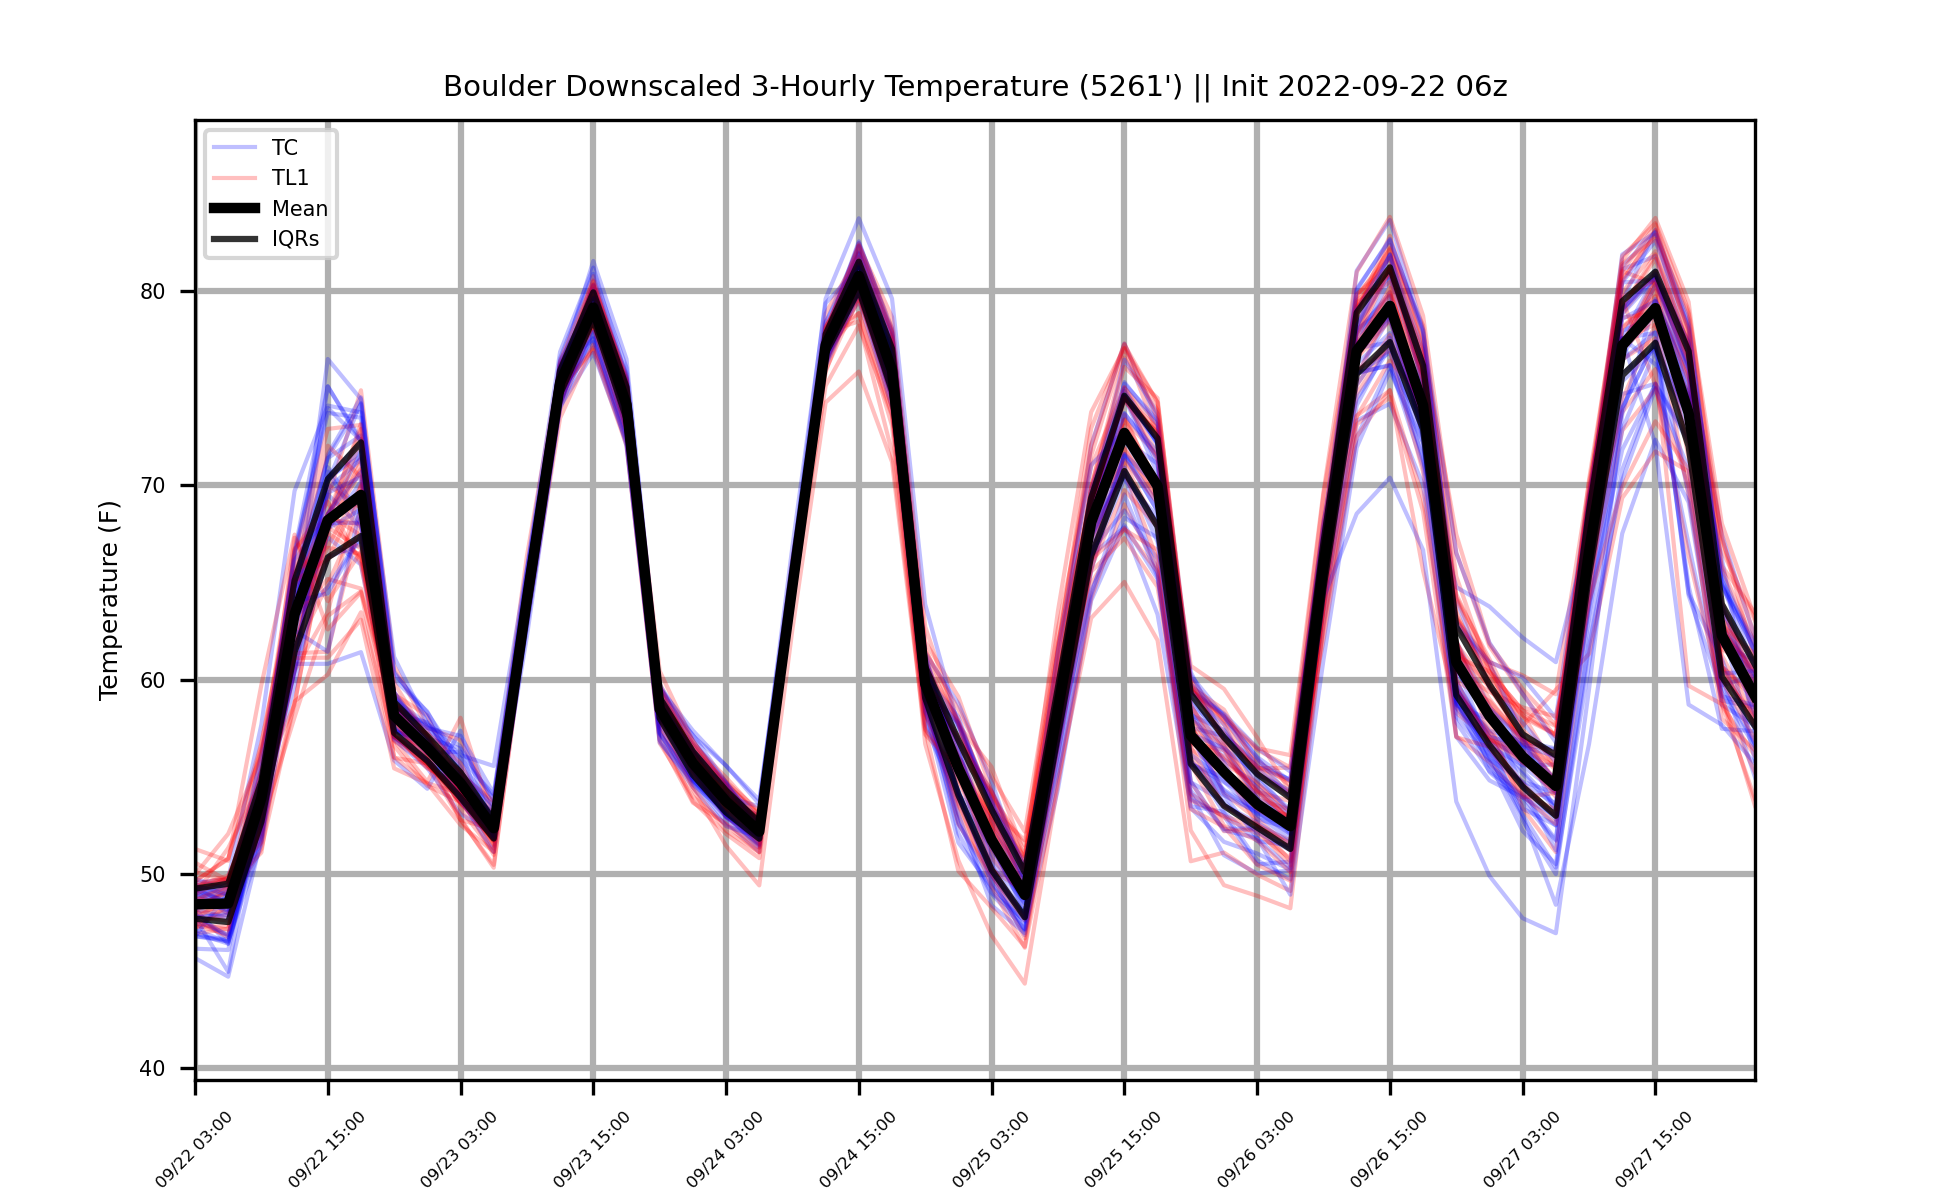 Boulder Downscaled 3-Hourly Temperature (5261') || Init 2022-09-22 06z
TC
TL1
Mean
IQRs
Temperature (F)
80
70
60
50
40
09/22 03:00
09/22 15:00
09/23 03:00
09/23 15:00
09/24 03:00
09/24 15:00
09/25 03:00
09/25 15:00
09/26 03:00
09/26 15:00
09/27 03:00
09/27 15:00